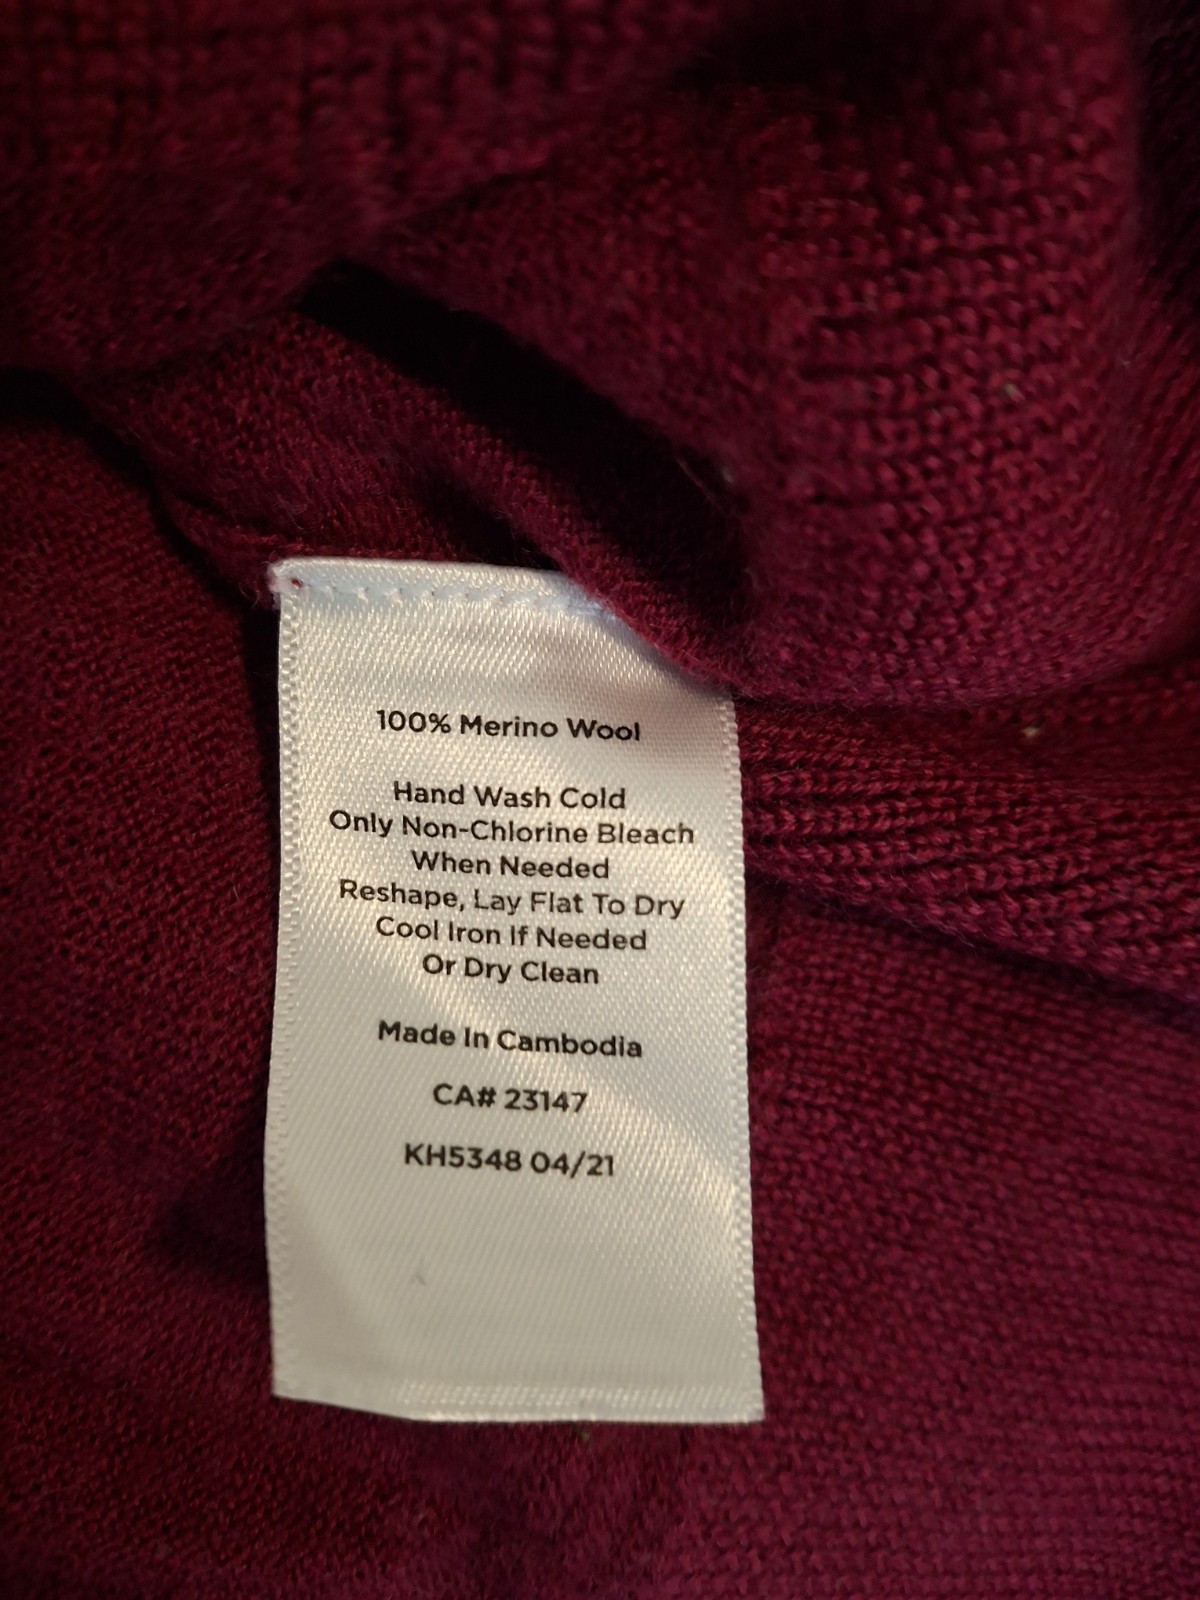 100% Merino Wool
Hand Wash Cold
Only Non-Chlorine Bleach
When Needed
Reshape, Lay Flat To Dry
Cool Iron If Needed
Or Dry Clean
Made In Cambodia
CA# 23147
KH5348 04/21